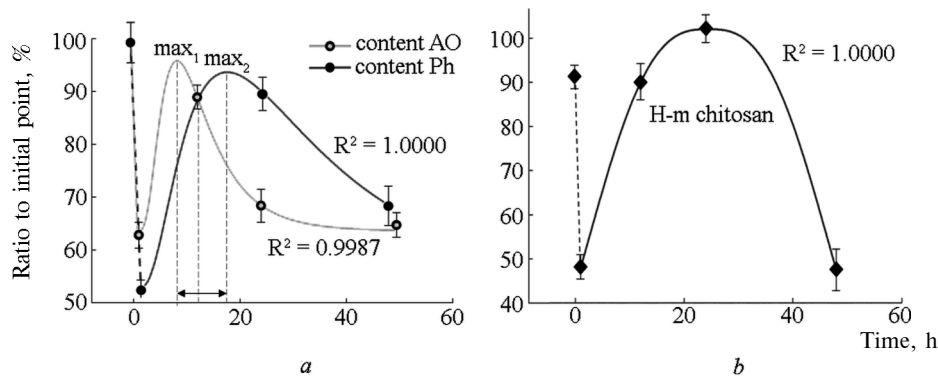 Ratio to initial point, %
100
90
80
70
60
50
0
20
40
60
max₁
max₂
content AO
content Ph
R² = 1.0000
R² = 0.9987
a
100
90
80
70
60
50
40
0
20
40
60
R² = 1.0000
H-m chitosan
Time, h
b